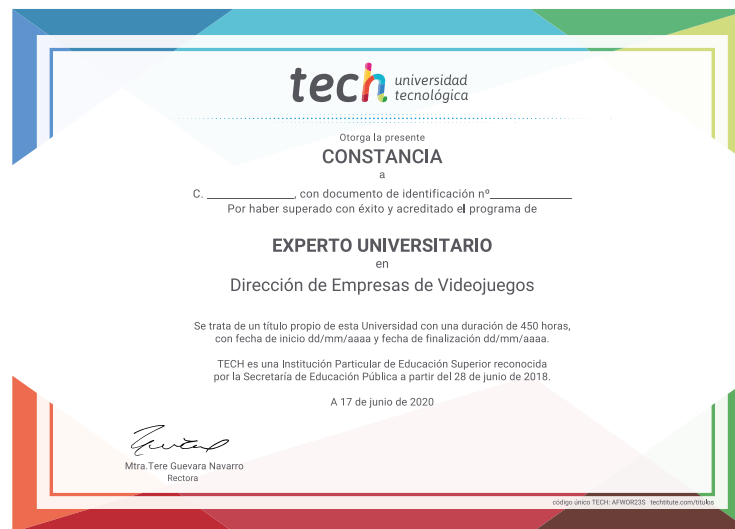 tech universidad
tecnológica
Otorga la presente
CONSTANCIA
a
C. ________________, con documento de identificación nº______________
Por haber superado con éxito y acreditado el programa de
EXPERTO UNIVERSITARIO
en
Dirección de Empresas de Videojuegos
Se trata de un título propio de esta Universidad con una duración de 450 horas,
con fecha de inicio dd/mm/aaaa y fecha de finalización dd/mm/aaaa.
TECH es una Institución Particular de Educación Superior reconocida
por la Secretaría de Educación Pública a partir del 28 de junio de 2018.
A 17 de junio de 2020
Mtra.Tere Guevara Navarro
Rectora
código único TECH: AFWOR23S techtitute.com/titulos